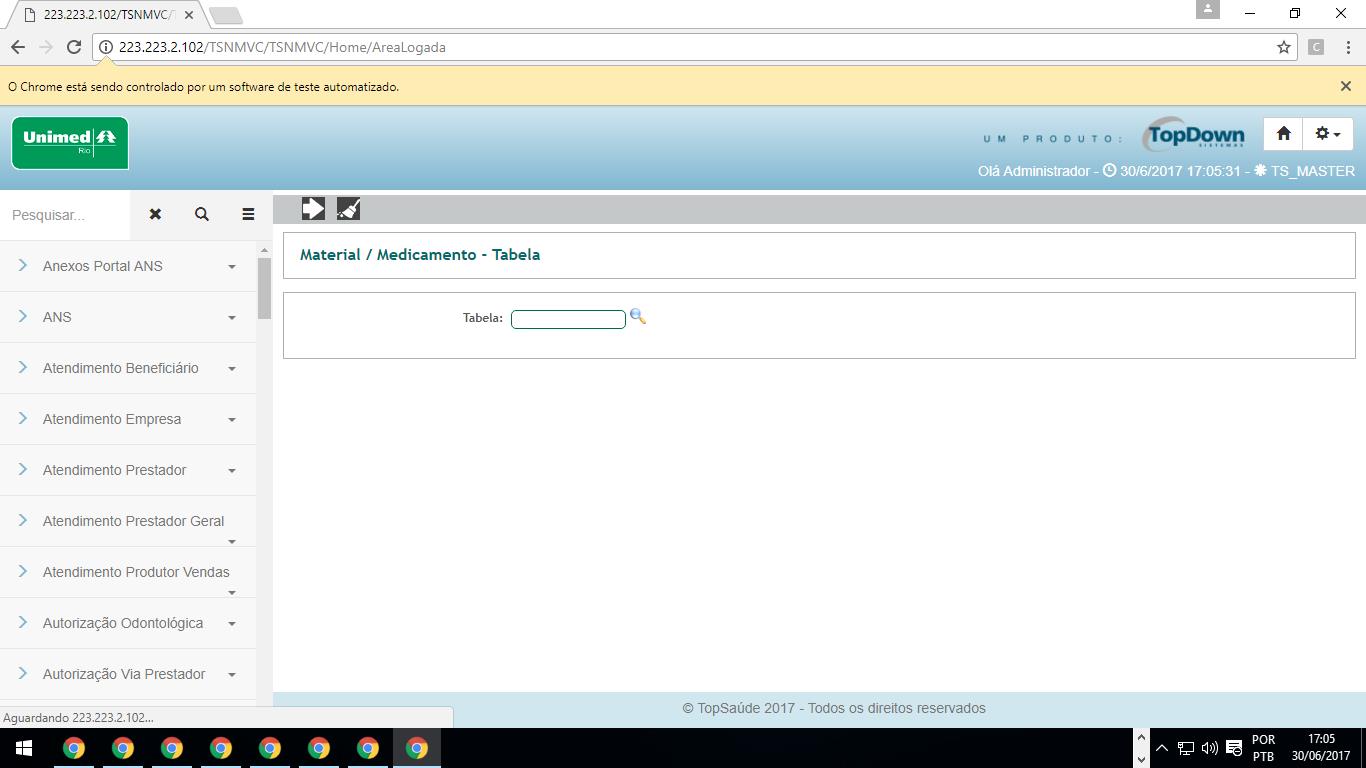 223.223.2.102/TSNMVC/
223.223.2.102/TSNMVC/TSNMVC/Home/AreaLogada
C
O Chrome está sendo controlado por um software de teste automatizado.
Unimed
Rio
UM PRODUTO:
TopDown
SISTEMAS
Olá Administrador - 30/6/2017 17:05:31 - TS_MASTER
Pesquisar...
Material / Medicamento - Tabela
Tabela:
Anexos Portal ANS
ANS
Atendimento Beneficiário
Atendimento Empresa
Atendimento Prestador
Atendimento Prestador Geral
Atendimento Produtor Vendas
Autorização Odontológica
Autorização Via Prestador
© TopSaúde 2017 - Todos os direitos reservados
Aguardando 223.223.2.102...
POR
PTB
17:05
30/06/2017